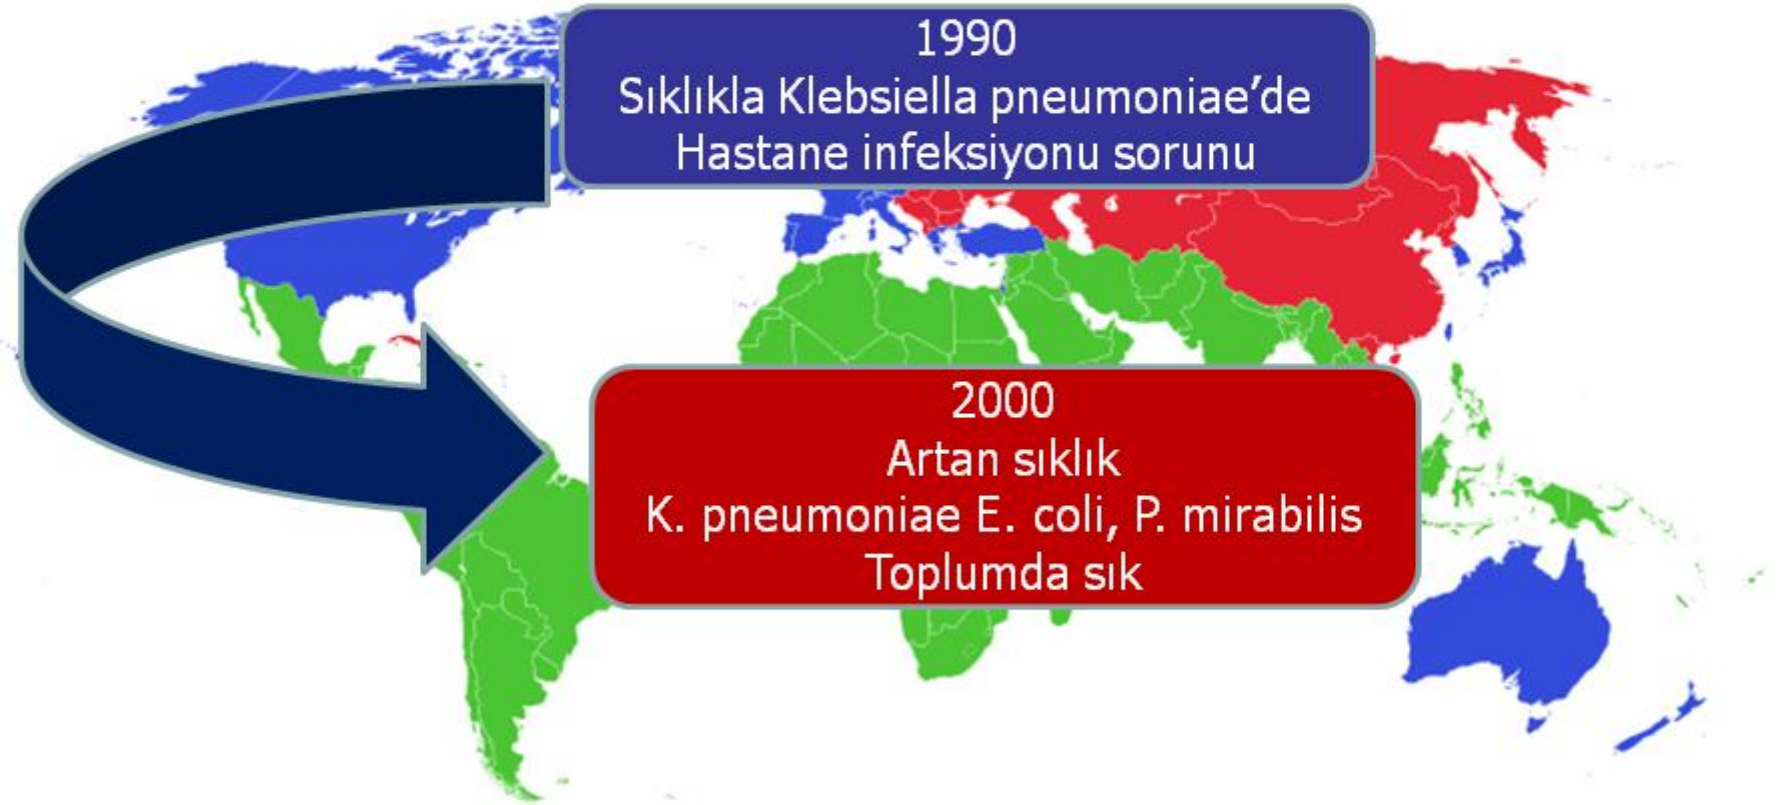 1990
Sıklıkla Klebsiella pneumoniae’de
Hastane infeksiyonu sorunu
2000
Artan sıklık
K. pneumoniae E. coli, P. mirabilis
Toplumda sık